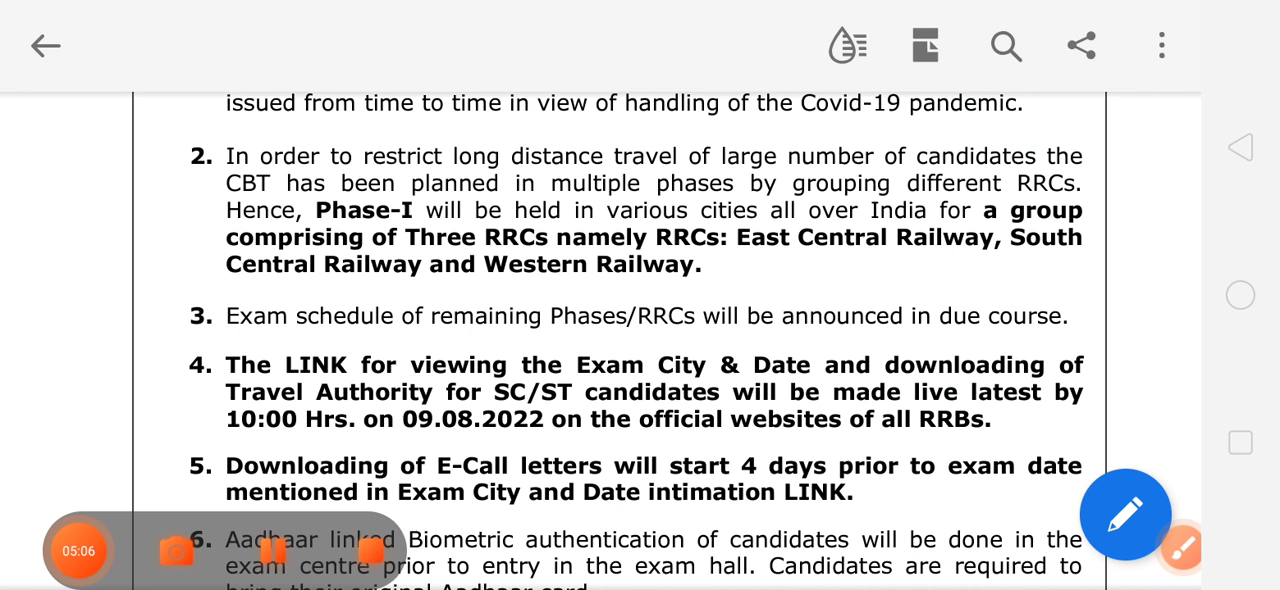 issued from time to time in view of handling of the Covid-19 pandemic.
2. In order to restrict long distance travel of large number of candidates the
CBT has been planned in multiple phases by grouping different RRCs.
Hence, Phase-I will be held in various cities all over India for a group
comprising of Three RRCs namely RRCs: East Central Railway, South
Central Railway and Western Railway.
3. Exam schedule of remaining Phases/RRCs will be announced in due course.
4. The LINK for viewing the Exam City & Date and downloading of
Travel Authority for SC/ST candidates will be made live latest by
10:00 Hrs. on 09.08.2022 on the official websites of all RRBs.
5. Downloading of E-Call letters will start 4 days prior to exam date
mentioned in Exam City and Date intimation LINK.
6. Aadhaar linked Biometric authentication of candidates will be done in the
05:06
exam centre prior to entry in the exam hall. Candidates are required to
bring their original Aadhaar card